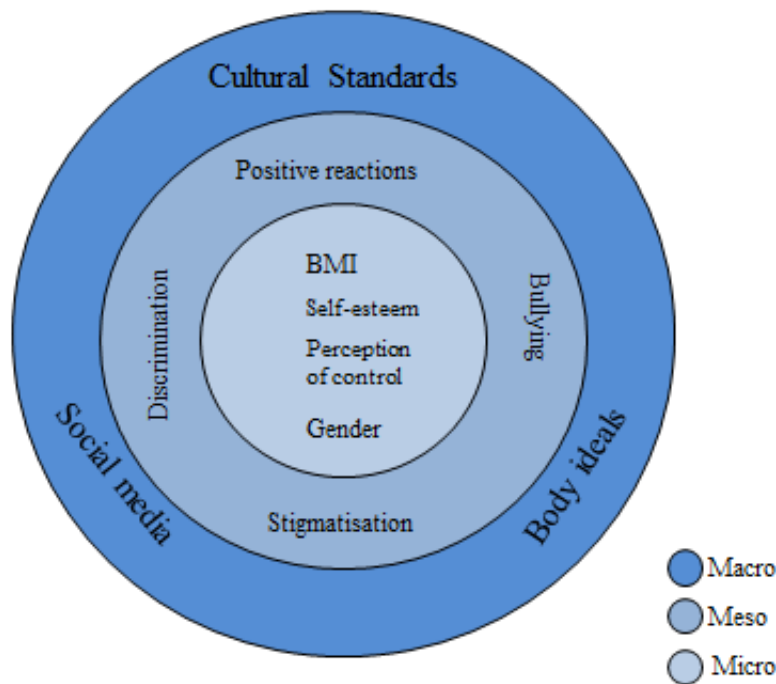 Cultural Standards
Positive reactions
BMI
Self-esteem
Perception
of control
Gender
Discrimination
Bullying
Stigmatisation
Social media
Body ideals
Macro
Meso
Micro